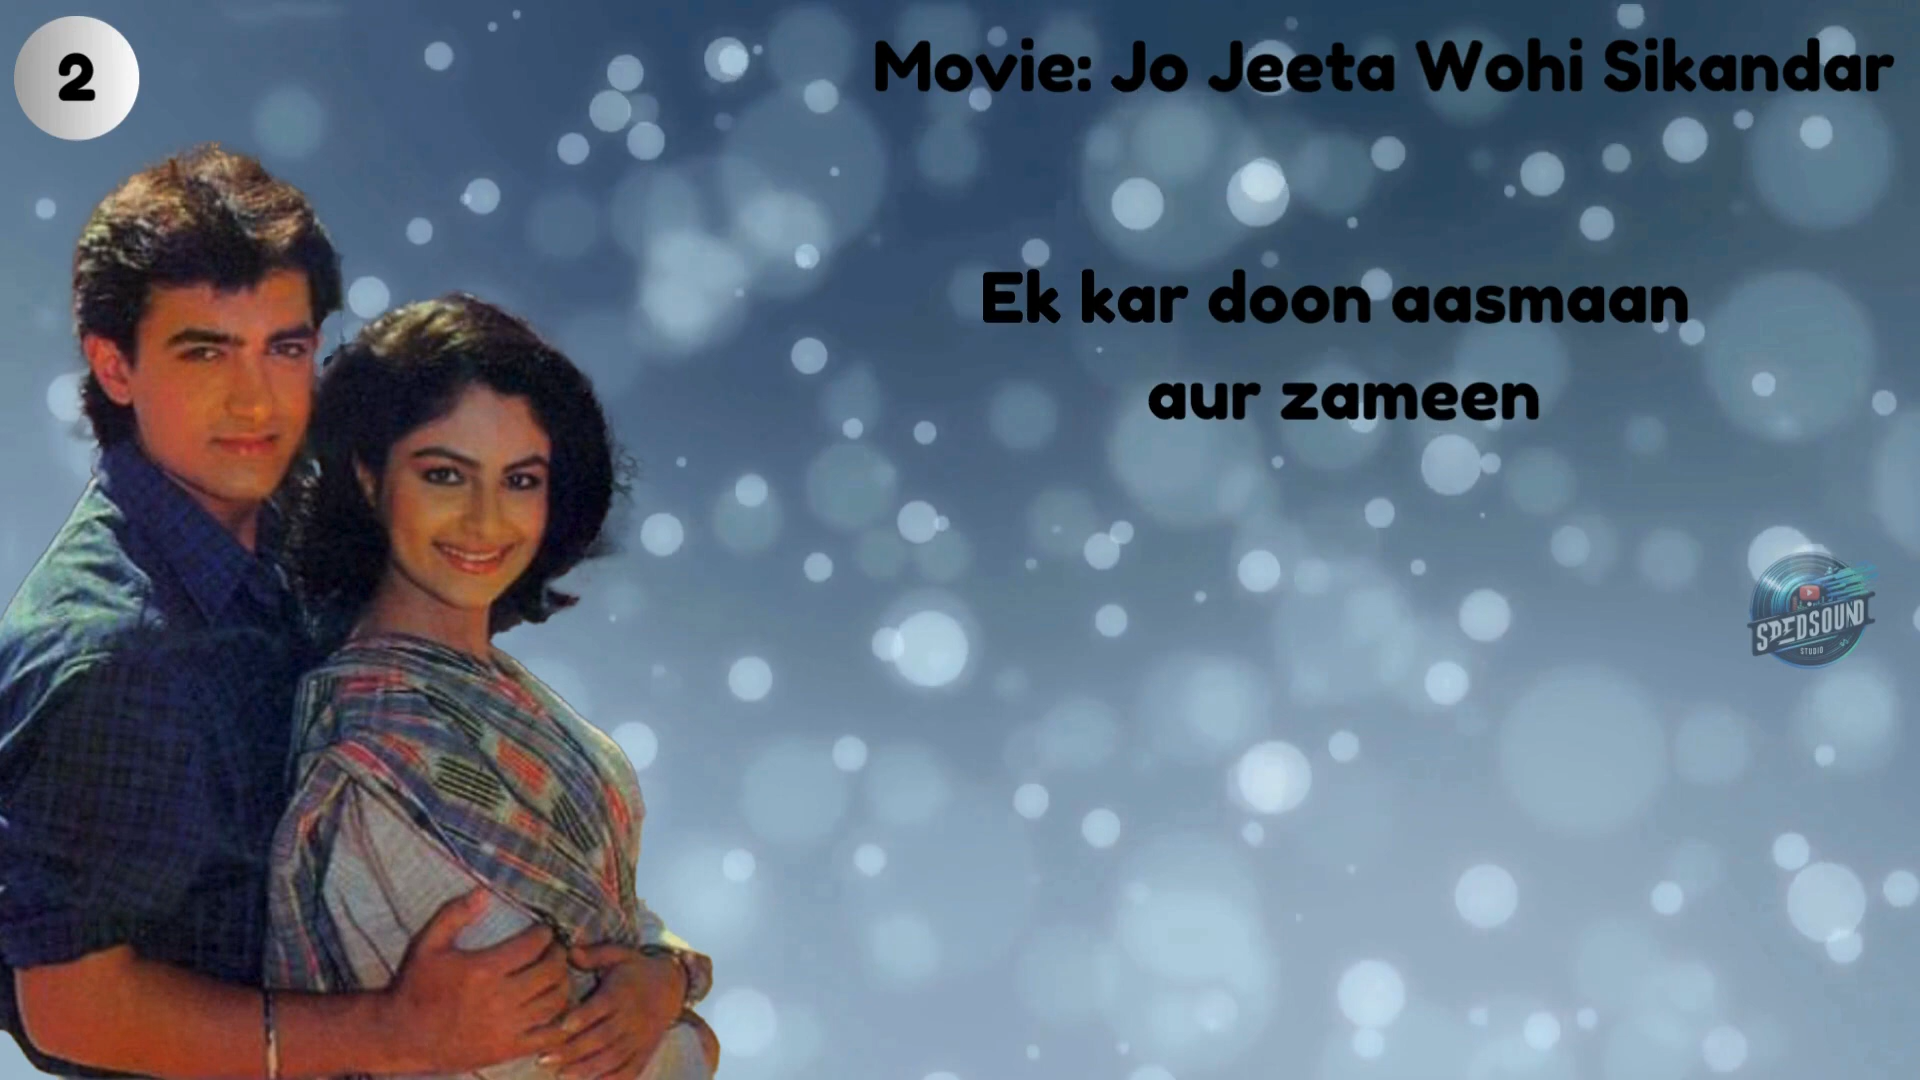 2
Movie: Jo Jeeta Wohi Sikandar
Ek kar doon aasmaan
aur zameen
SPEDSOUND
STUDIO